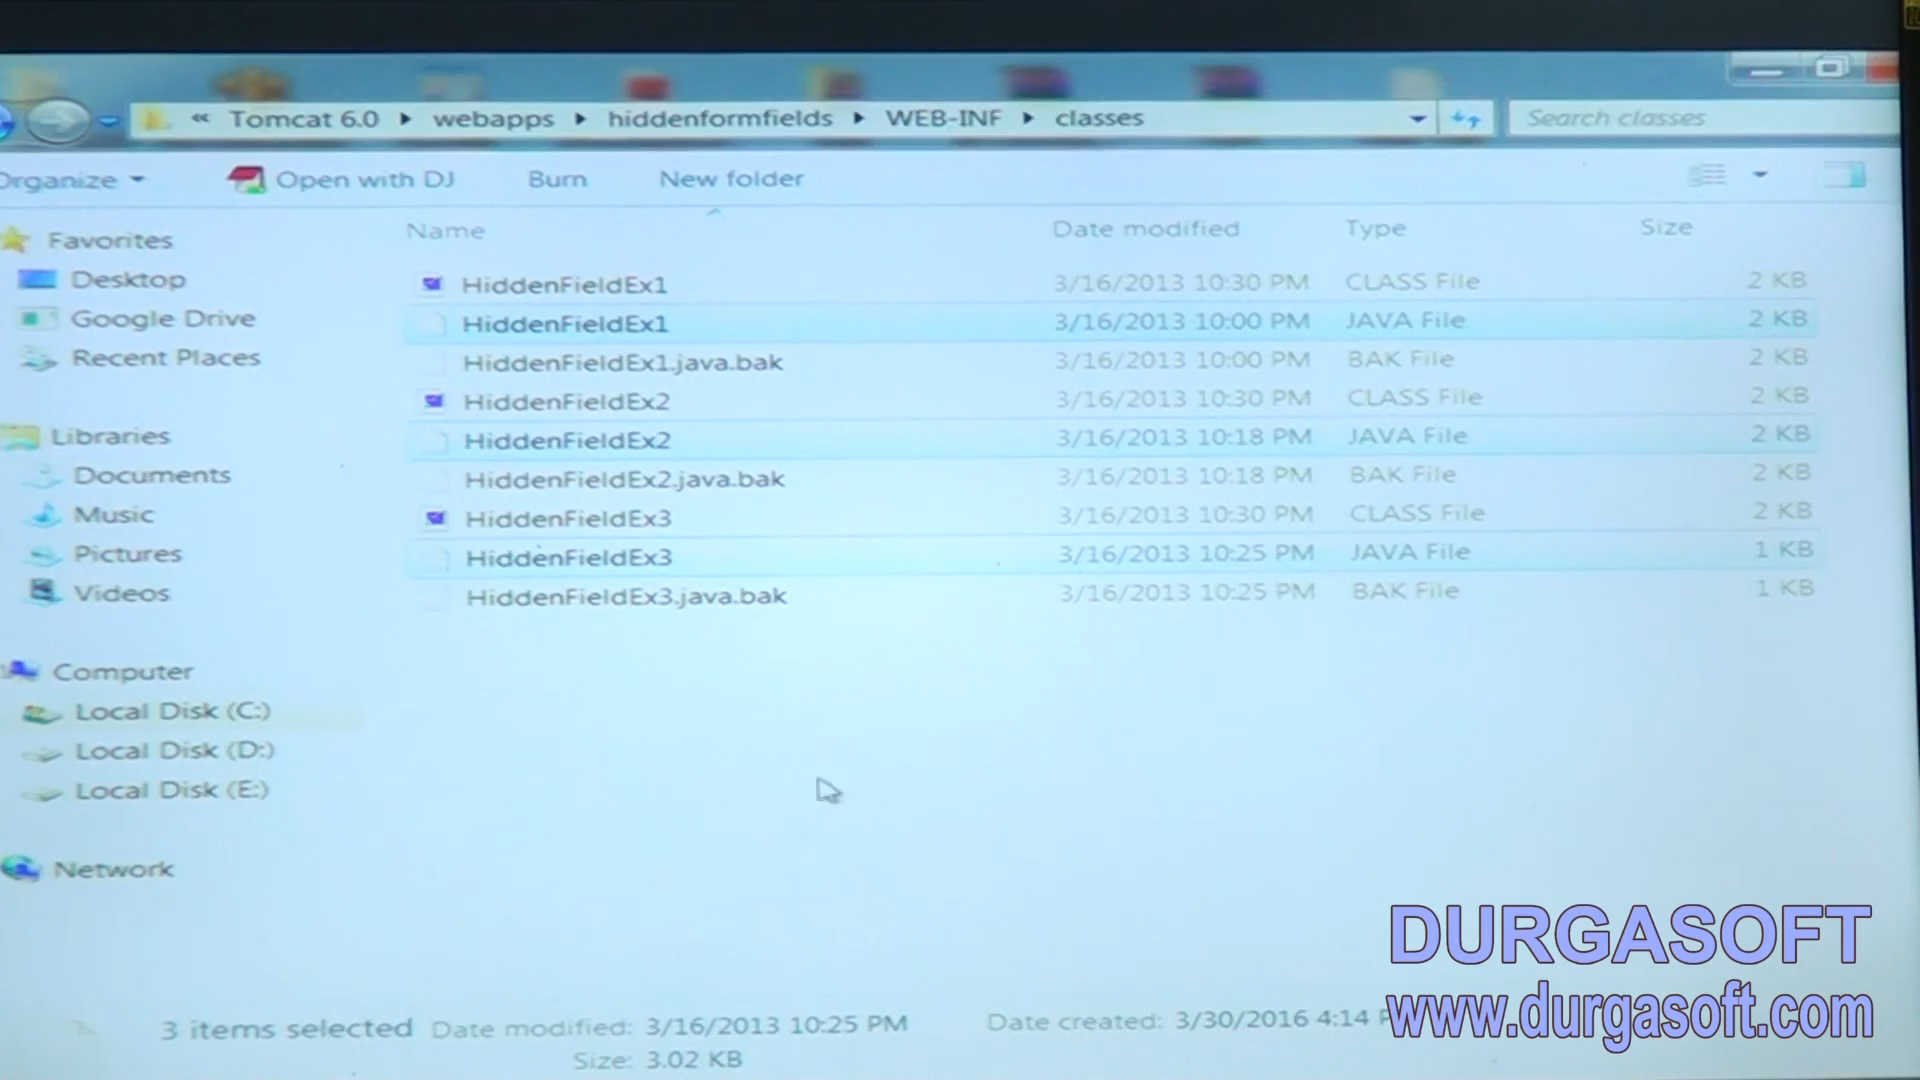 « Tomcat 6.0 ▸ webapps ▸ hiddenformfields ▸ WEB-INF ▸ classes
Search classes
Organize
Open with DJ
Burn
New folder
Name Date modified Type Size
HiddenFieldEx1 3/16/2013 10:30 PM CLASS File 2 KB
HiddenFieldEx1 3/16/2013 10:00 PM JAVA File 2 KB
HiddenFieldEx1.java.bak 3/16/2013 10:00 PM BAK File 2 KB
HiddenFieldEx2 3/16/2013 10:30 PM CLASS File 2 KB
HiddenFieldEx2 3/16/2013 10:18 PM JAVA File 2 KB
HiddenFieldEx2.java.bak 3/16/2013 10:18 PM BAK File 2 KB
HiddenFieldEx3 3/16/2013 10:30 PM CLASS File 2 KB
HiddenFieldEx3 3/16/2013 10:25 PM JAVA File 1 KB
HiddenFieldEx3.java.bak 3/16/2013 10:25 PM BAK File 1 KB
Favorites
Desktop
Google Drive
Recent Places
Libraries
Documents
Music
Pictures
Videos
Computer
Local Disk (C:)
Local Disk (D:)
Local Disk (E:)
Network
3 items selected Date modified: 3/16/2013 10:25 PM Date created: 3/30/2016 4:14
Size: 3.02 KB
DURGASOFT
www.durgasoft.com